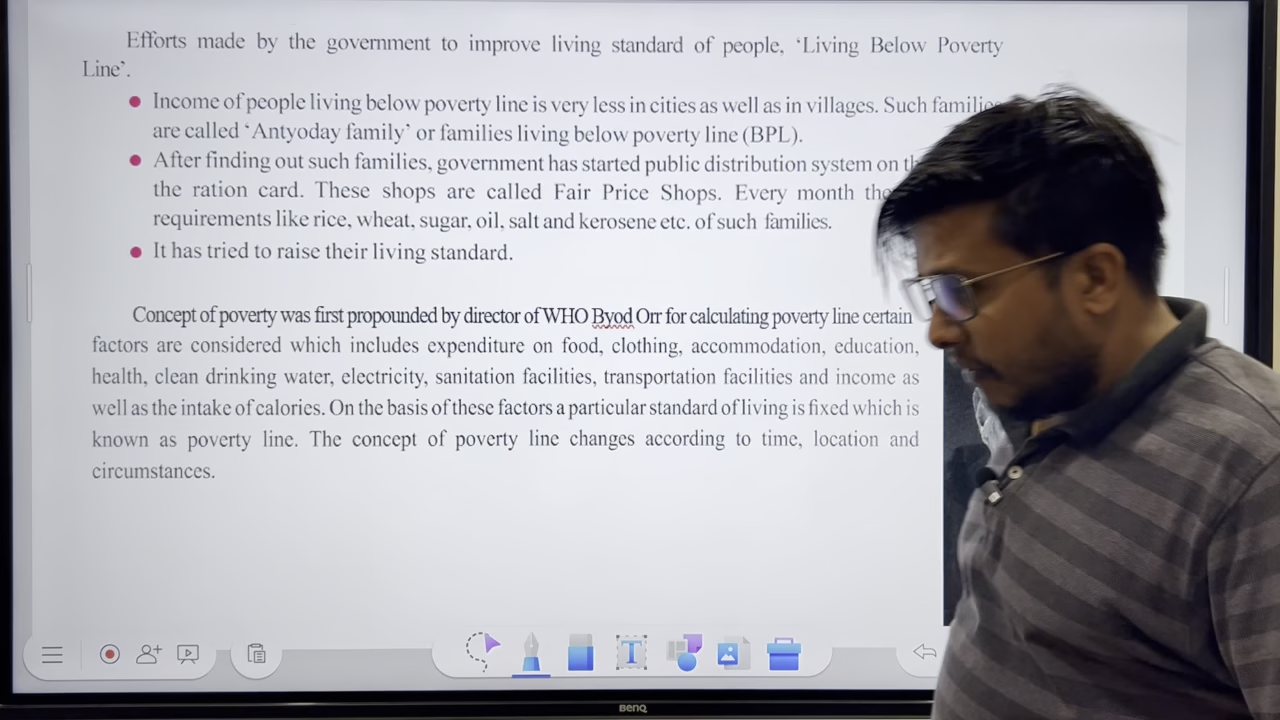 Efforts made by the government to improve living standard of people, ‘Living Below Poverty
Line’.
● Income of people living below poverty line is very less in cities as well as in villages. Such
are called ‘Antyoday family’ or families living below poverty line (BPL).
● After finding out such families, government has started public distribution system on
the ration card. These shops are called Fair Price Shops. Every month
requirements like rice, wheat, sugar, oil, salt and kerosene etc. of such families.
● It has tried to raise their living standard.
Concept of poverty was first propounded by director of WHO Byod Orr for calculating poverty line certain
factors are considered which includes expenditure on food, clothing, accommodation, education,
health, clean drinking water, electricity, sanitation facilities, transportation facilities and income as
well as the intake of calories. On the basis of these factors a particular standard of living is fixed which is
known as poverty line. The concept of poverty line changes according to time, location and
circumstances.
T
BenQ